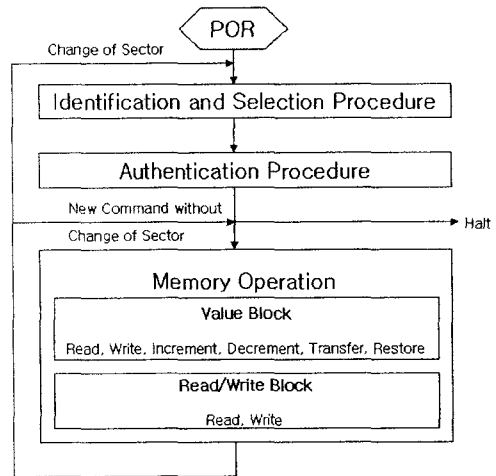 POR
Change of Sector
Identification and Selection Procedure
Authentication Procedure
New Command without
Halt
Change of Sector
Memory Operation
Value Block
Read, Write, Increment, Decrement, Transfer, Restore
Read/Write Block
Read, Write